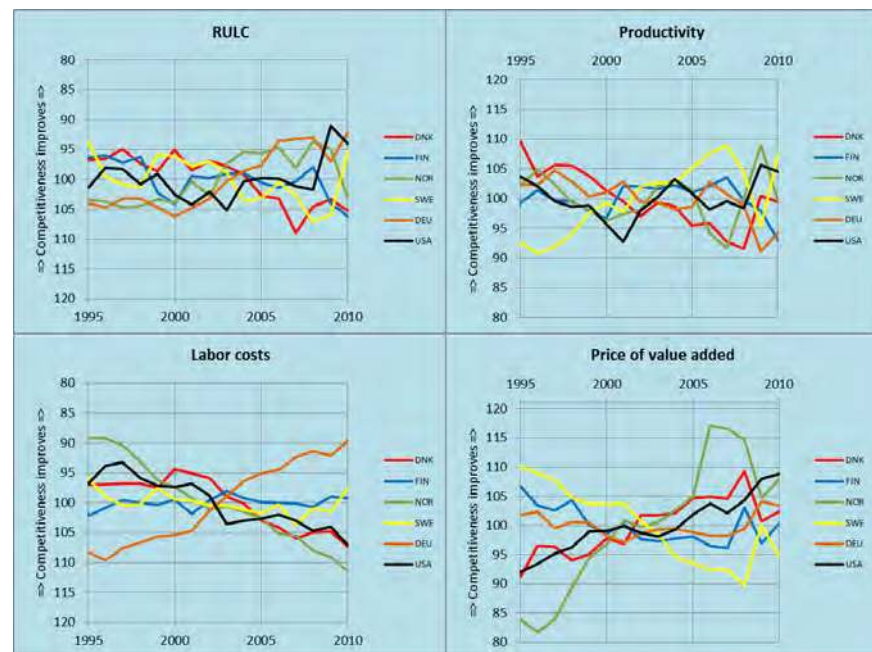 RULC
=> Competitiveness improves =>
80
85
90
95
100
105
110
115
120
1995 2000 2005 2010
DNK
FIN
NOR
SWE
DEU
USA
Productivity
1995 2000 2005 2010
=> Competitiveness improves =>
120
115
110
105
100
95
90
85
80
DNK
FIN
NOR
SWE
DEU
USA
Labor costs
=> Competitiveness improves =>
80
85
90
95
100
105
110
115
120
1995 2000 2005 2010
DNK
FIN
NOR
SWE
DEU
USA
Price of value added
1995 2000 2005 2010
=> Competitiveness improves =>
120
115
110
105
100
95
90
85
80
DNK
FIN
NOR
SWE
DEU
USA